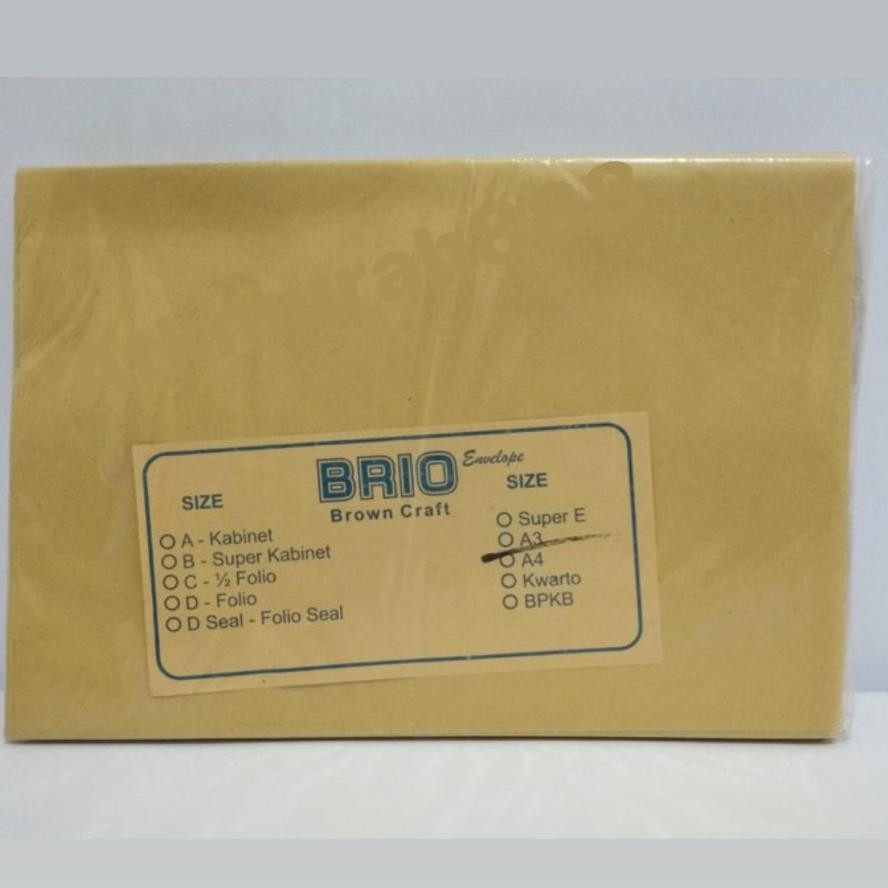 BRIO Envelope
Brown Craft
SIZE
○ A - Kabinet
○ B - Super Kabinet
○ C - ½ Folio
○ D - Folio
○ D Seal - Folio Seal
SIZE
○ Super E
○ A3
○ A4
○ Kwarto
○ BPKB